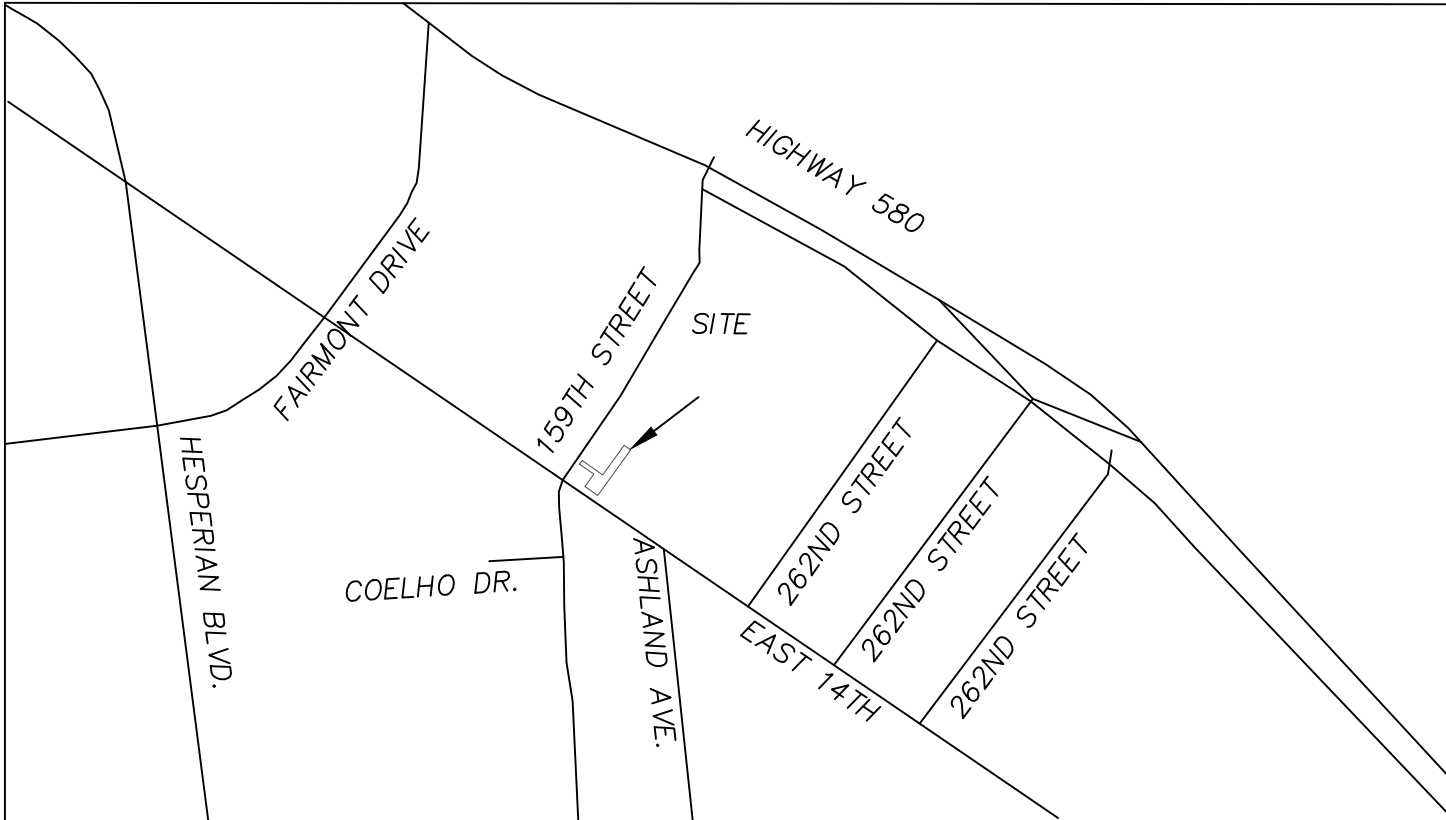 HIGHWAY 580
FAIRMONT DRIVE
159TH STREET
SITE
HESPERIAN BLVD.
COELHO DR.
ASHLAND AVE.
EAST 14TH
262ND STREET
262ND STREET
262ND STREET